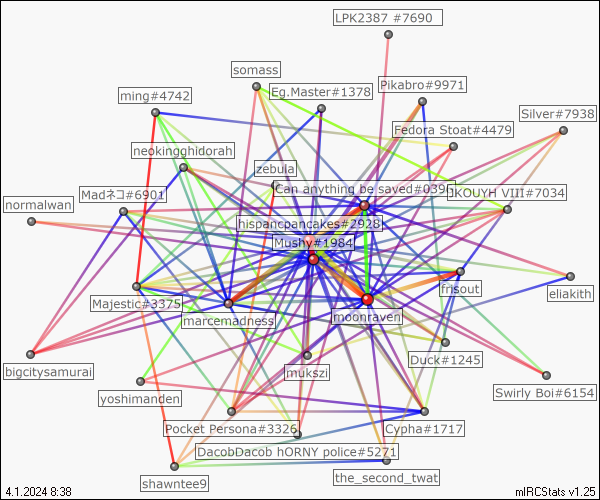 LPK2387 #7690
somass
Pikabro#9971
Eg.Master#1378
ming#4742
Silver#7938
Fedora Stoat#4479
neokingghidorah
zebula
Can anything be saved#0395
KOUYH VIII#7034
Madネコ#6901
normalwan
hispancpancakes#2928
Mushy#1984
frisout
eliakith
Majestic#3375
marcemadness
moonraven
Duck#1245
mukszi
bigcitysamurai
Swirly Boi#6154
yoshimanden
Pocket Persona#3326
Cypha#1717
DacobDacob hORNY police#5271
the_second_twat
shawntee9
4.1.2024 8:38
mIRCStats v1.25